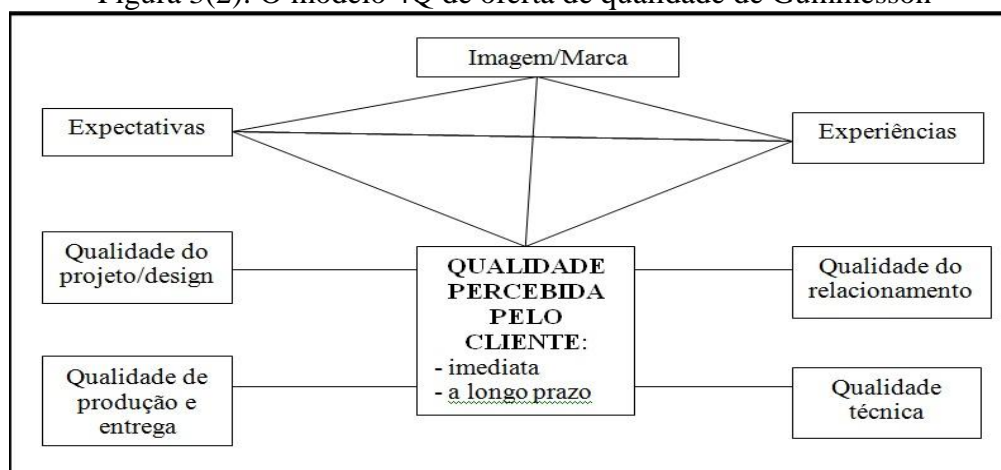 Figura 3(2): O modelo 4Q de oferta de qualidade de Gummesson
Imagem/Marca
Expectativas
Experiências
Qualidade do
projeto/design
QUALIDADE
PERCEBIDA
PELO
CLIENTE:
- imediata
- a longo prazo
Qualidade do
relacionamento
Qualidade de
produção e
entrega
Qualidade
técnica